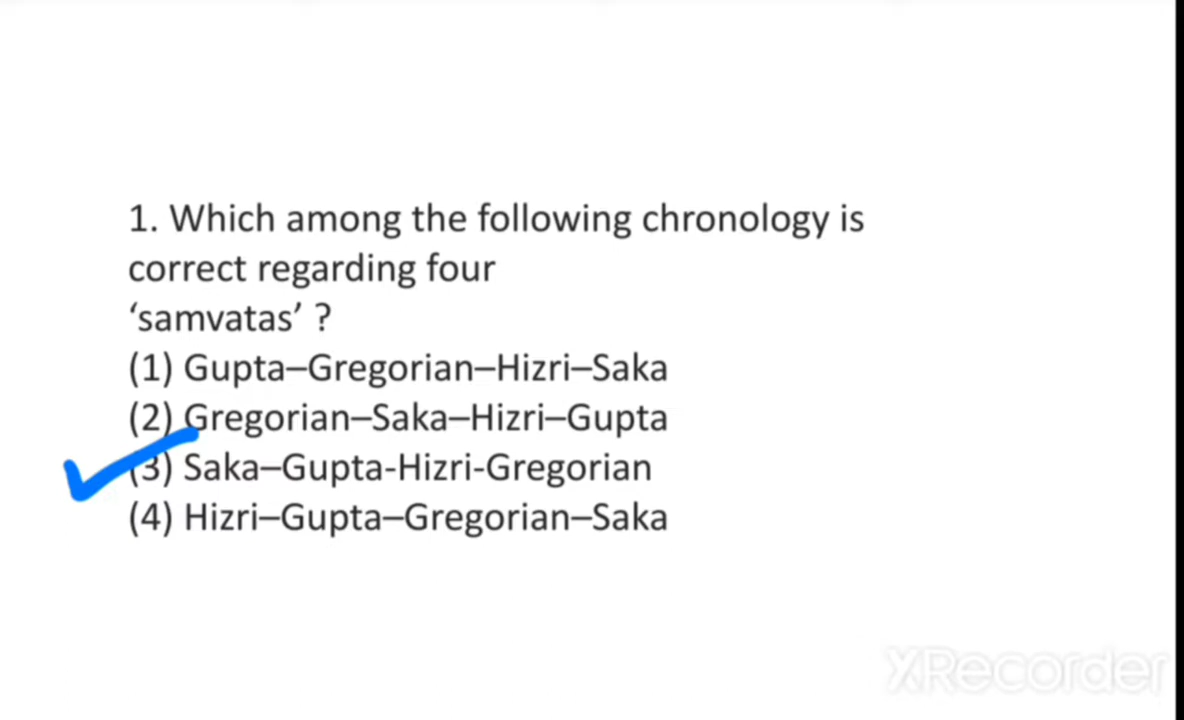 1. Which among the following chronology is
correct regarding four
‘samvatas’ ?
(1) Gupta–Gregorian–Hizri–Saka
(2) Gregorian–Saka–Hizri–Gupta
(3) Saka–Gupta-Hizri-Gregorian
(4) Hizri–Gupta–Gregorian–Saka
XRecorder